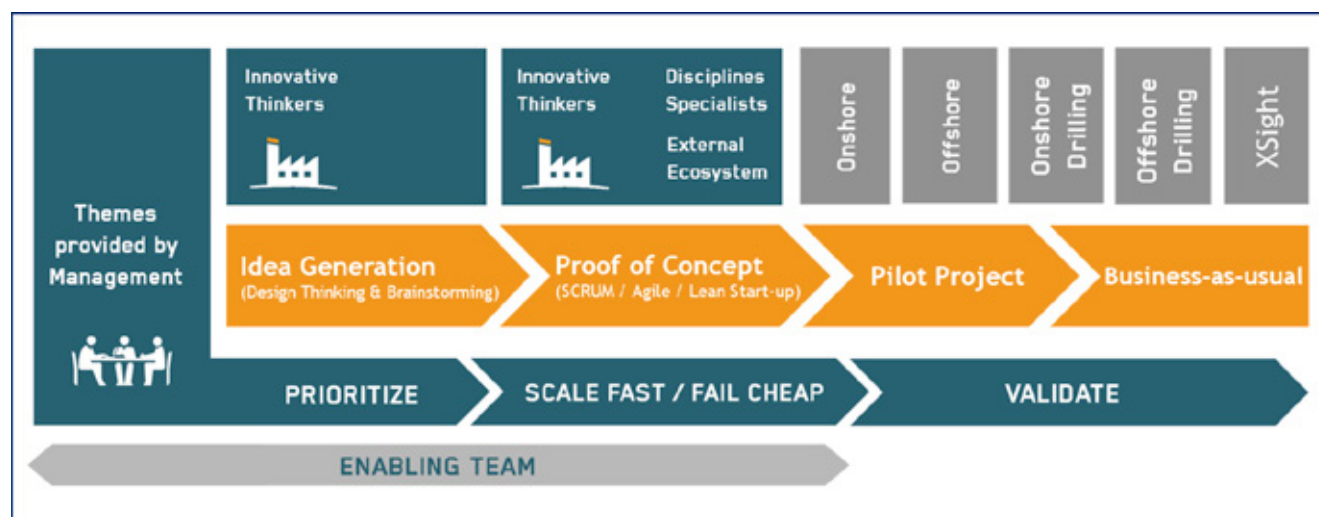 Themes
provided by
Management
Innovative
Thinkers
Innovative
Thinkers
Disciplines
Specialists
External
Ecosystem
Onshore
Offshore
Onshore
Drilling
Offshore
Drilling
XSight
Idea Generation
(Design Thinking & Brainstorming)
Proof of Concept
(SCRUM / Agile / Lean Start-up)
Pilot Project
Business-as-usual
PRIORITIZE
SCALE FAST / FAIL CHEAP
VALIDATE
ENABLING TEAM